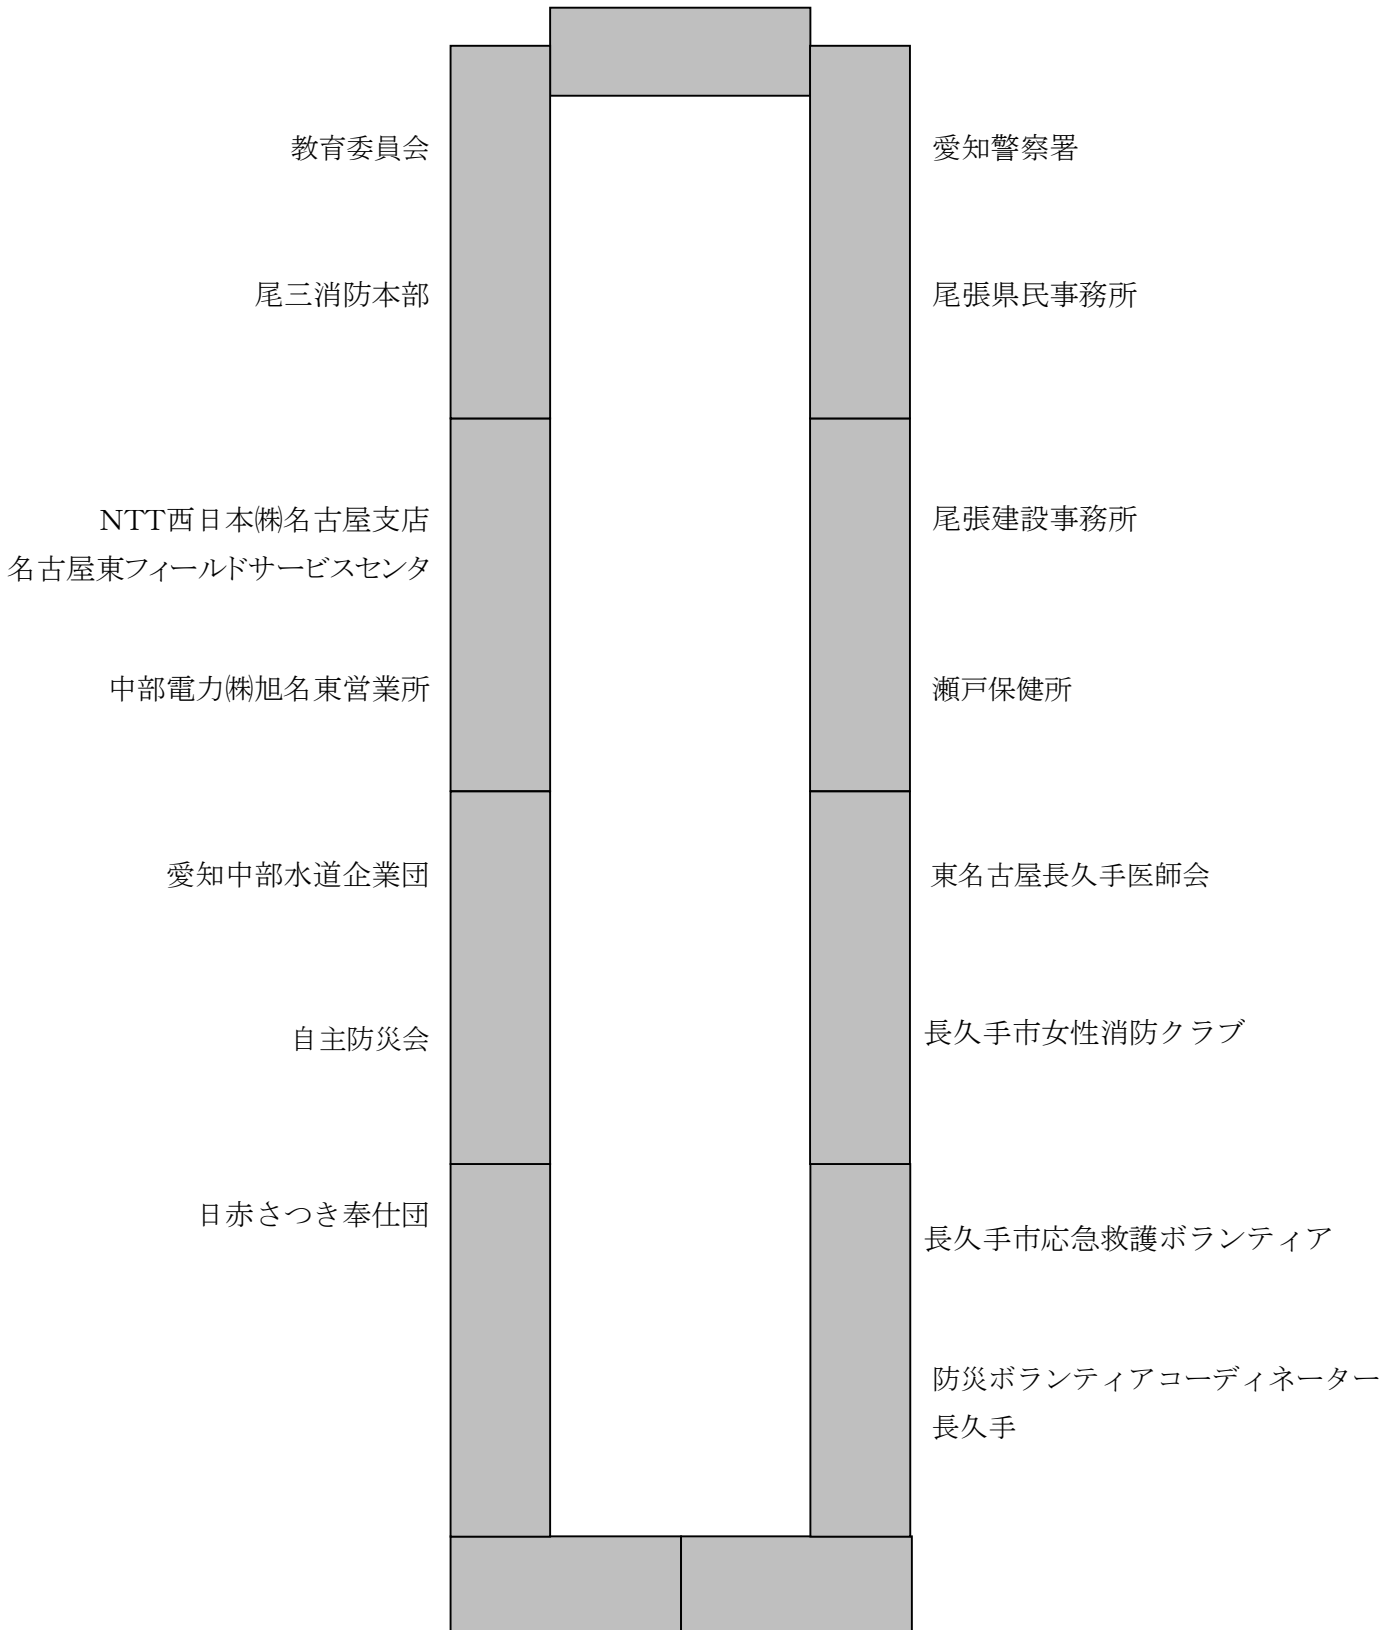 教育委員会
愛知警察署
尾三消防本部
尾張県民事務所
NTT西日本㈱名古屋支店
名古屋東フィールドサービスセンタ
尾張建設事務所
中部電力㈱旭名東営業所
瀬戸保健所
愛知中部水道企業団
東名古屋長久手医師会
自主防災会
長久手市女性消防クラブ
日赤さつき奉仕団
長久手市応急救護ボランティア
防災ボランティアコーディネーター
長久手